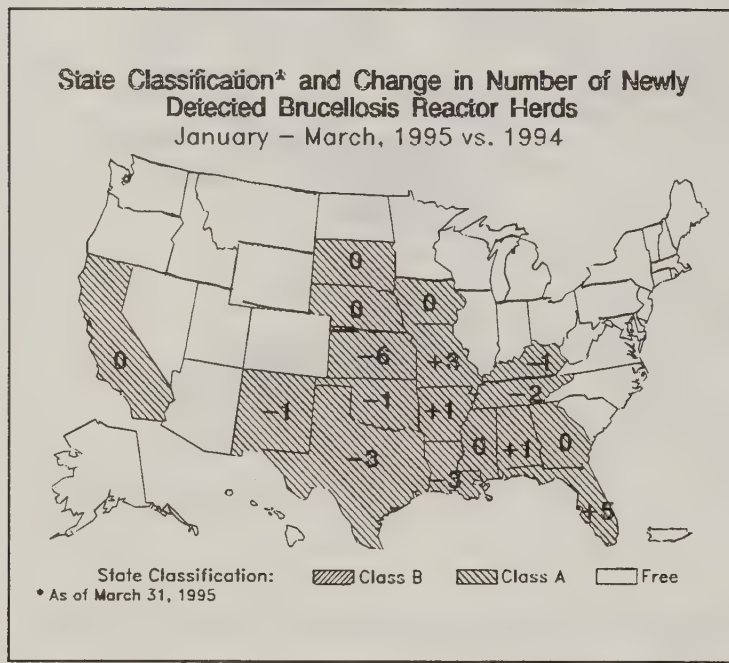 State Classification* and Change in Number of Newly
Detected Brucellosis Reactor Herds
January – March, 1995 vs. 1994
0
0
0
0
-6
+3
-1
-2
-1
-1
+1
-3
-3
0
+1
0
+5
State Classification:
Class B
Class A
Free
* As of March 31, 1995